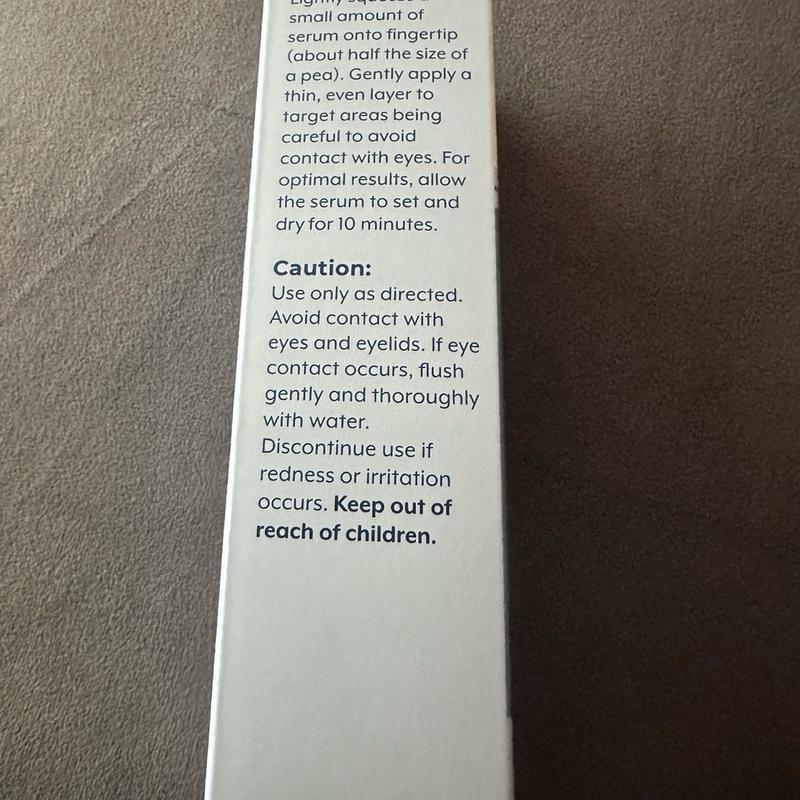 Lightly squeeze a
small amount of
serum onto fingertip
(about half the size of
a pea). Gently apply a
thin, even layer to
target areas being
careful to avoid
contact with eyes. For
optimal results, allow
the serum to set and
dry for 10 minutes.
Caution:
Use only as directed.
Avoid contact with
eyes and eyelids. If eye
contact occurs, flush
gently and thoroughly
with water.
Discontinue use if
redness or irritation
occurs. Keep out of
reach of children.